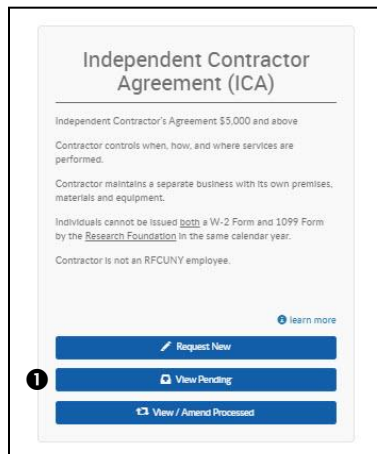 Independent Contractor
Agreement (ICA)
Independent Contractor's Agreement $5,000 and above
Contractor controls when, how, and where services are
performed.
Contractor maintains a separate business with its own premises,
materials and equipment.
Individuals cannot be issued both a W-2 Form and 1099 Form
by the Research Foundation in the same calendar year.
Contractor is not an RFCUNY employee.
learn more
Request New
❶ View Pending
View / Amend Processed